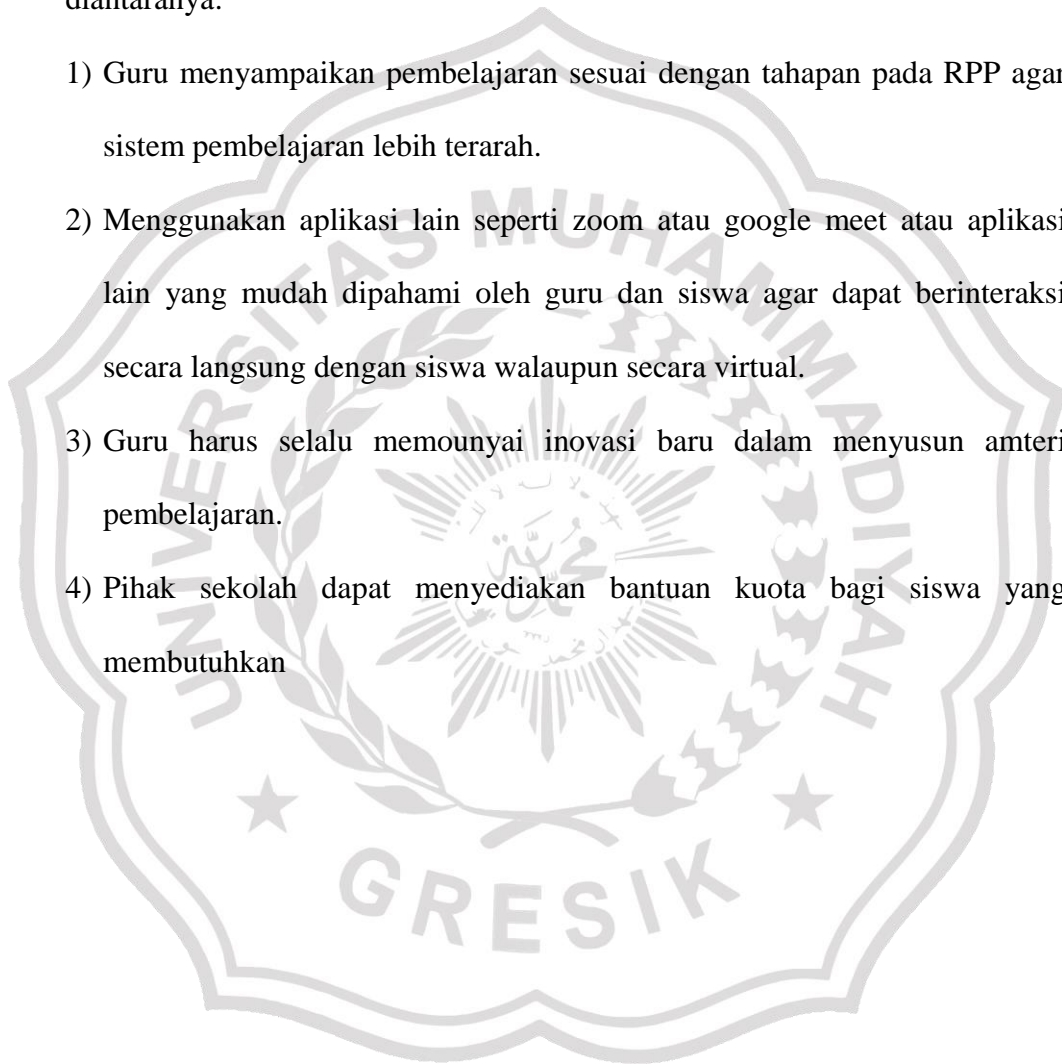 diantaranya:
1) Guru menyampaikan pembelajaran sesuai dengan tahapan pada RPP agar
sistem pembelajaran lebih terarah.
2) Menggunakan aplikasi lain seperti zoom atau google meet atau aplikasi
lain yang mudah dipahami oleh guru dan siswa agar dapat berinteraksi
secara langsung dengan siswa walaupun secara virtual.
3) Guru harus selalu memounyai inovasi baru dalam menyusun amteri
pembelajaran.
4) Pihak sekolah dapat menyediakan bantuan kuota bagi siswa yang
membutuhkan
UNIVERSITAS MUHAMMADIYAH
GRESIK